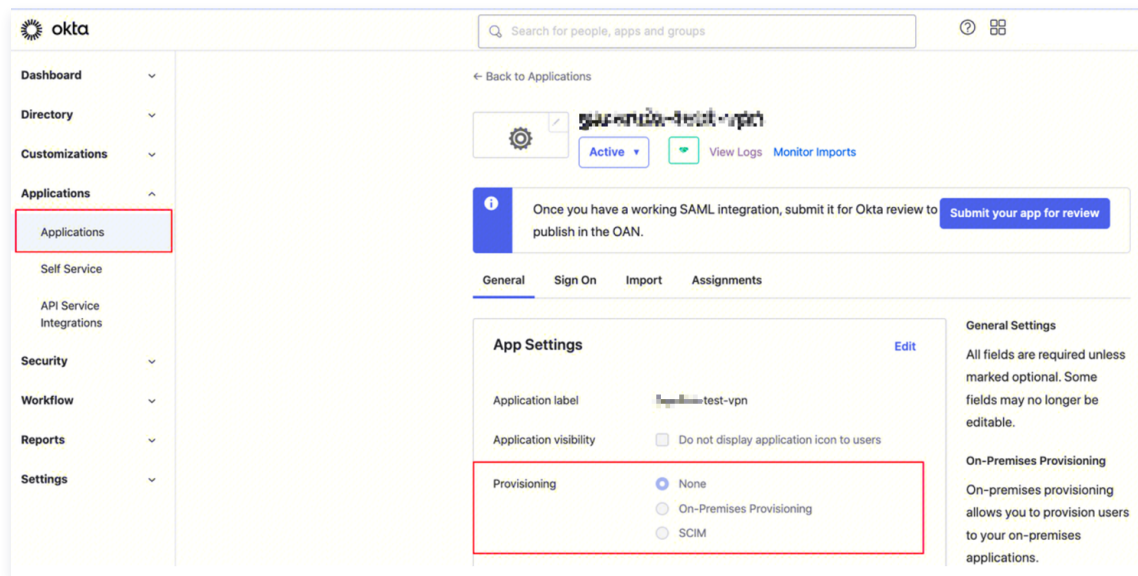 okta
Search for people, apps and groups
Dashboard
Directory
Customizations
Applications
Applications
Self Service
API Service
Integrations
Security
Workflow
Reports
Settings
← Back to Applications
-test-vpn
Active
View Logs Monitor Imports
Once you have a working SAML integration, submit it for Okta review to
publish in the OAN.
Submit your app for review
General Sign On Import Assignments
App Settings
Edit
Application label
-test-vpn
Application visibility
Do not display application icon to users
Provisioning
None
On-Premises Provisioning
SCIM
General Settings
All fields are required unless
marked optional. Some
fields may no longer be
editable.
On-Premises Provisioning
On-premises provisioning
allows you to provision users
to your on-premises
applications.